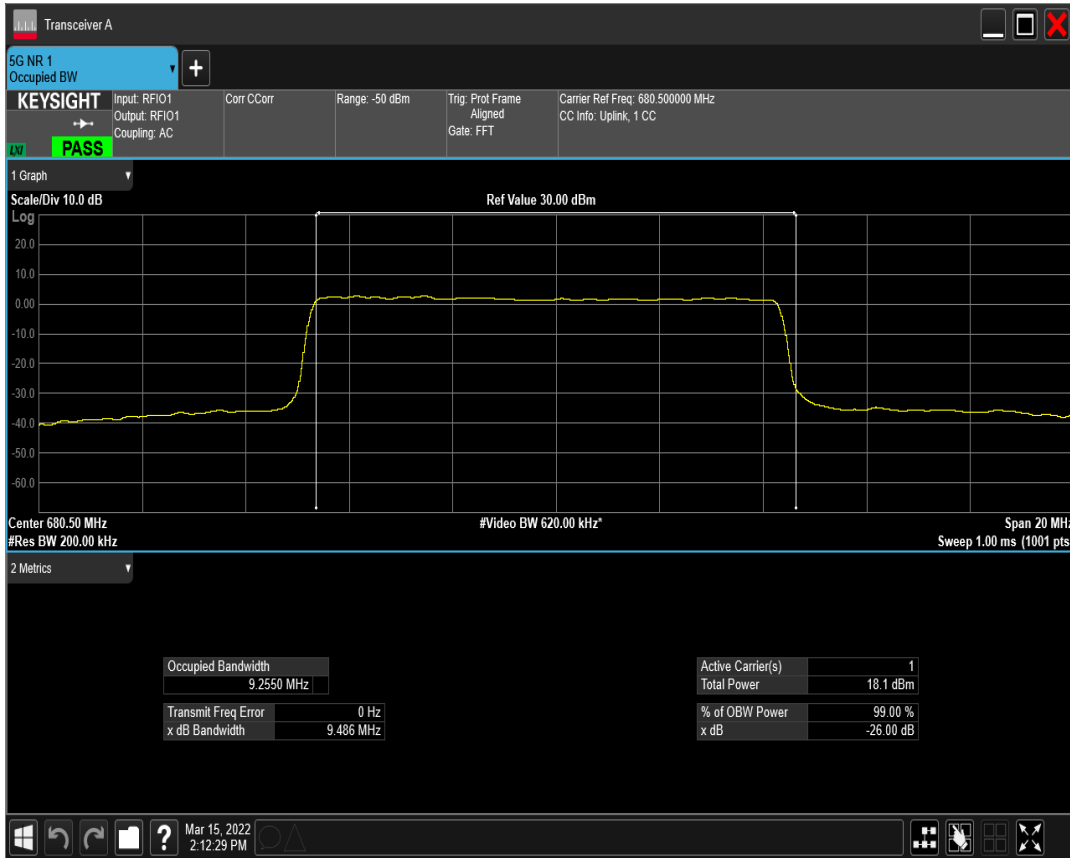 Transceiver A
5G NR 1
Occupied BW
KEYSIGHT
LXI
PASS
Input: RFIO1
Output: RFIO1
Coupling: AC
Corr CCorr
Range: -50 dBm
Trig: Prot Frame
Aligned
Gate: FFT
Carrier Ref Freq: 680.500000 MHz
CC Info: Uplink, 1 CC
1 Graph
Scale/Div 10.0 dB
Ref Value 30.00 dBm
Log
20.0
10.0
0.00
-10.0
-20.0
-30.0
-40.0
-50.0
-60.0
Center 680.50 MHz
#Video BW 620.00 kHz*
Span 20 MHz
#Res BW 200.00 kHz
Sweep 1.00 ms (1001 pts
2 Metrics
Occupied Bandwidth
9.2550 MHz
Transmit Freq Error 0 Hz
x dB Bandwidth 9.486 MHz
Active Carrier(s) 1
Total Power 18.1 dBm
% of OBW Power 99.00 %
x dB -26.00 dB
?
Mar 15, 2022
2:12:29 PM